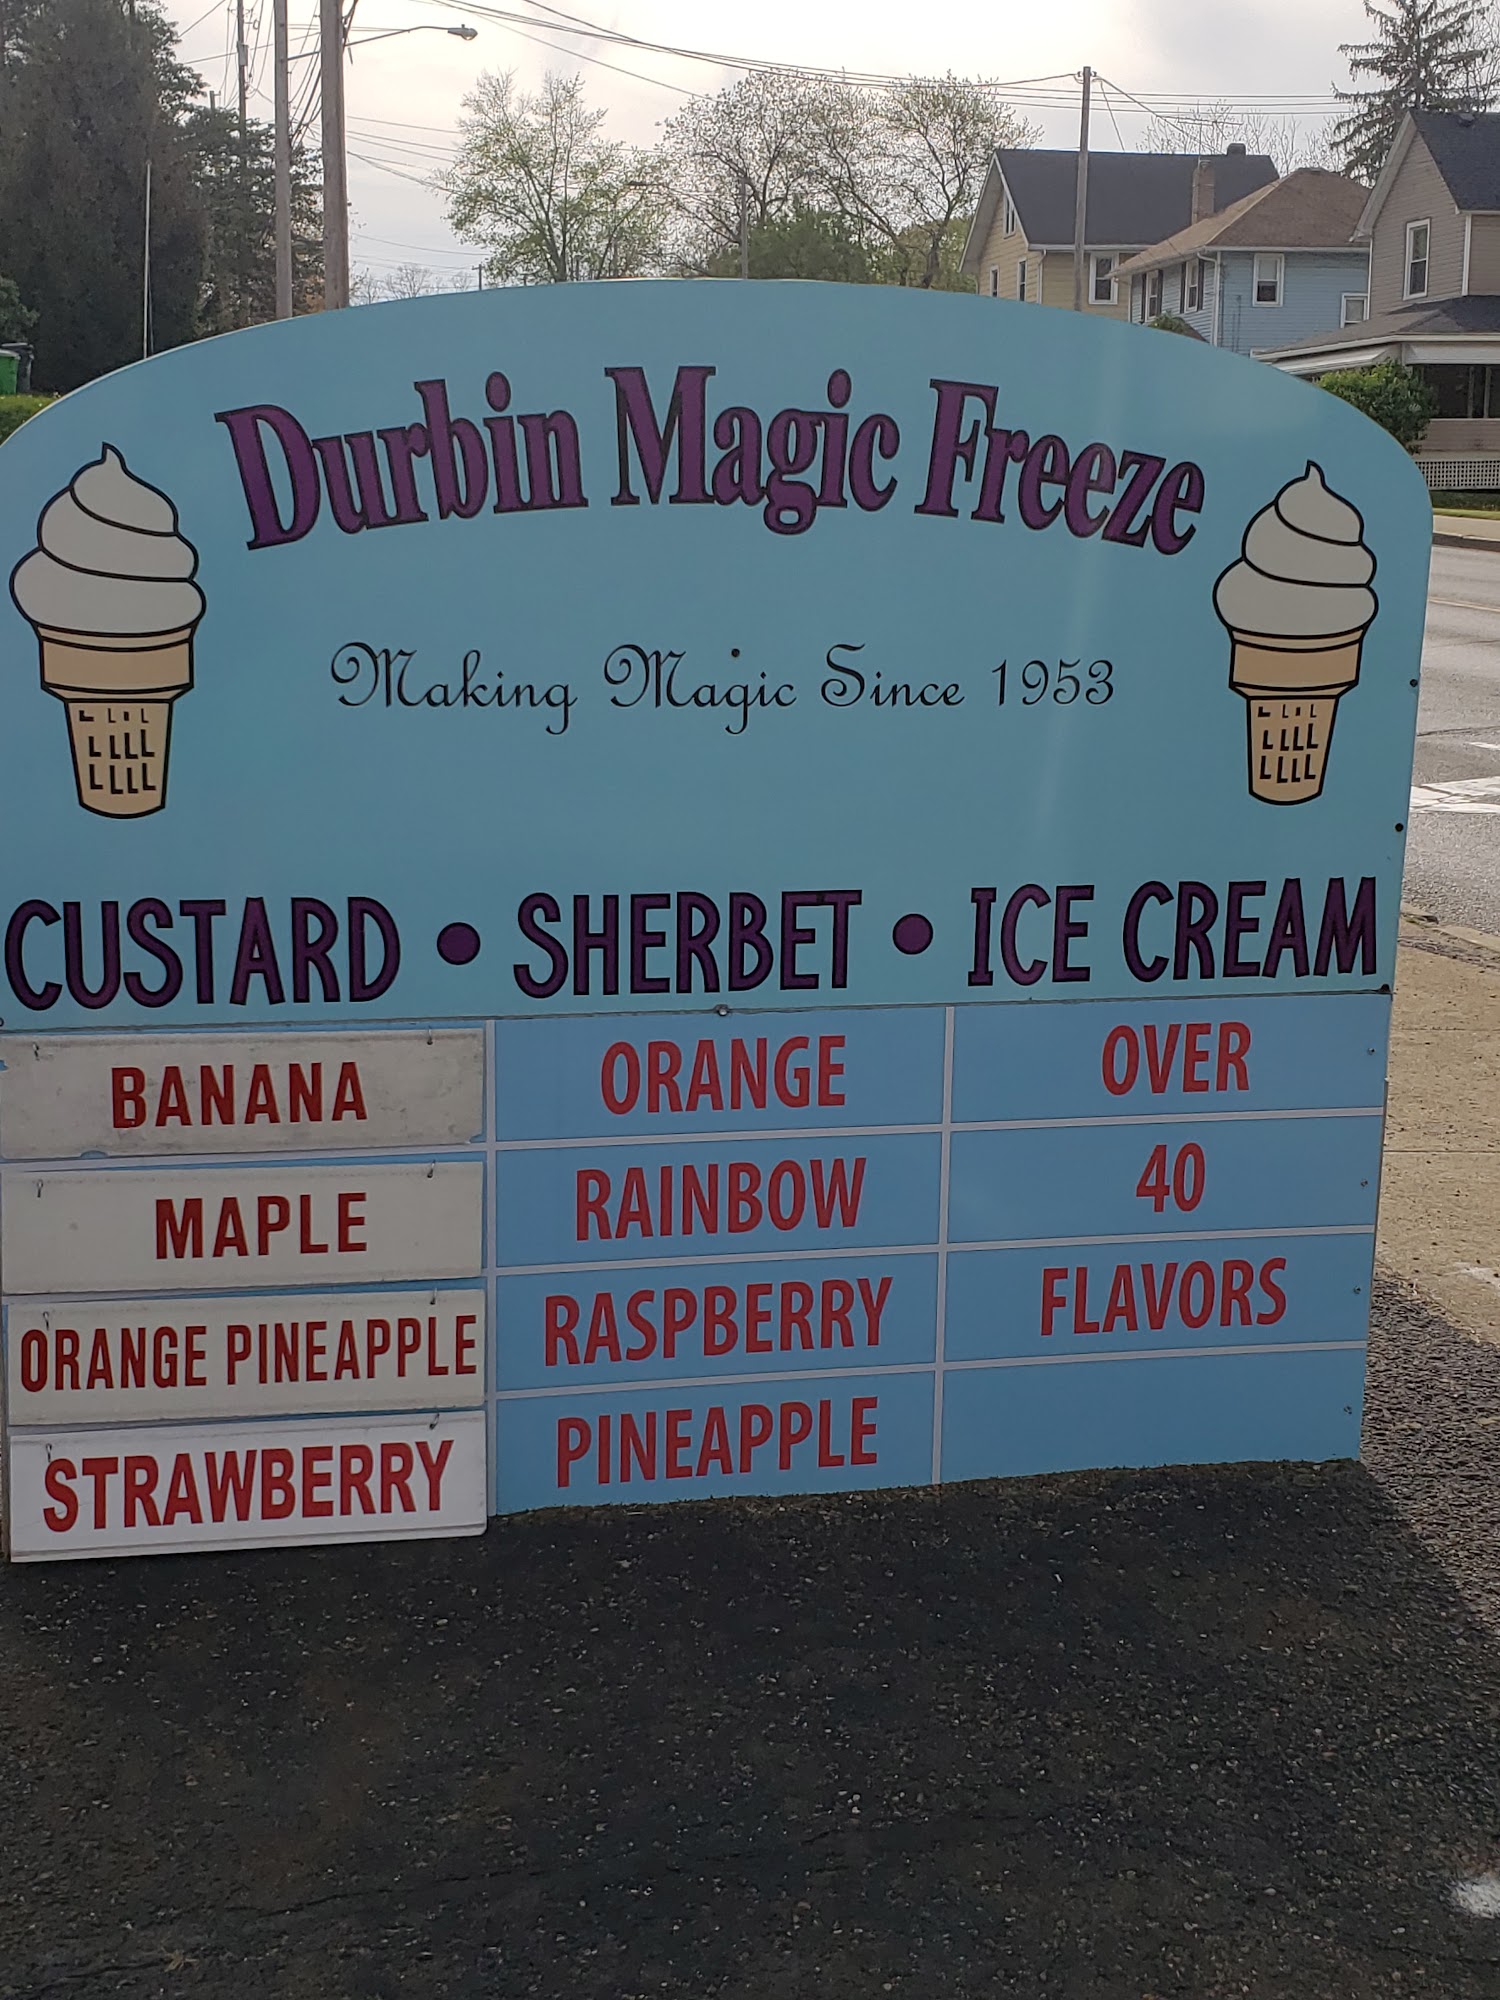 Durbin Magic Freeze
Making Magic Since 1953
CUSTARD • SHERBET • ICE CREAM
BANANA ORANGE OVER
MAPLE RAINBOW 40
ORANGE PINEAPPLE RASPBERRY FLAVORS
STRAWBERRY PINEAPPLE